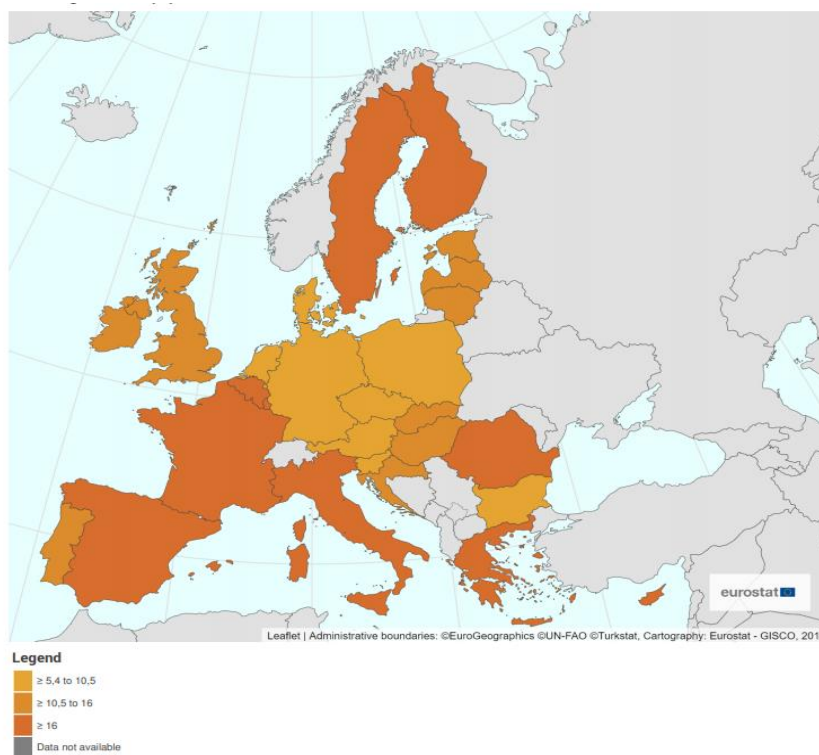 eurostat
Leaflet | Administrative boundaries: ©EuroGeographics ©UN-FAO ©Turkstat, Cartography: Eurostat - GISCO, 201
Legend
≥ 5,4 to 10,5
≥ 10,5 to 16
≥ 16
Data not available